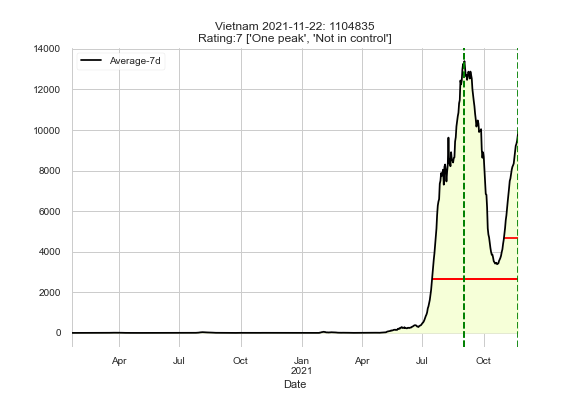 Vietnam 2021-11-22: 1104835
Rating:7 ['One peak', 'Not in control']
Average-7d
14000
12000
10000
8000
6000
4000
2000
0
Apr Jul Oct Jan Apr Jul Oct
2021
Date